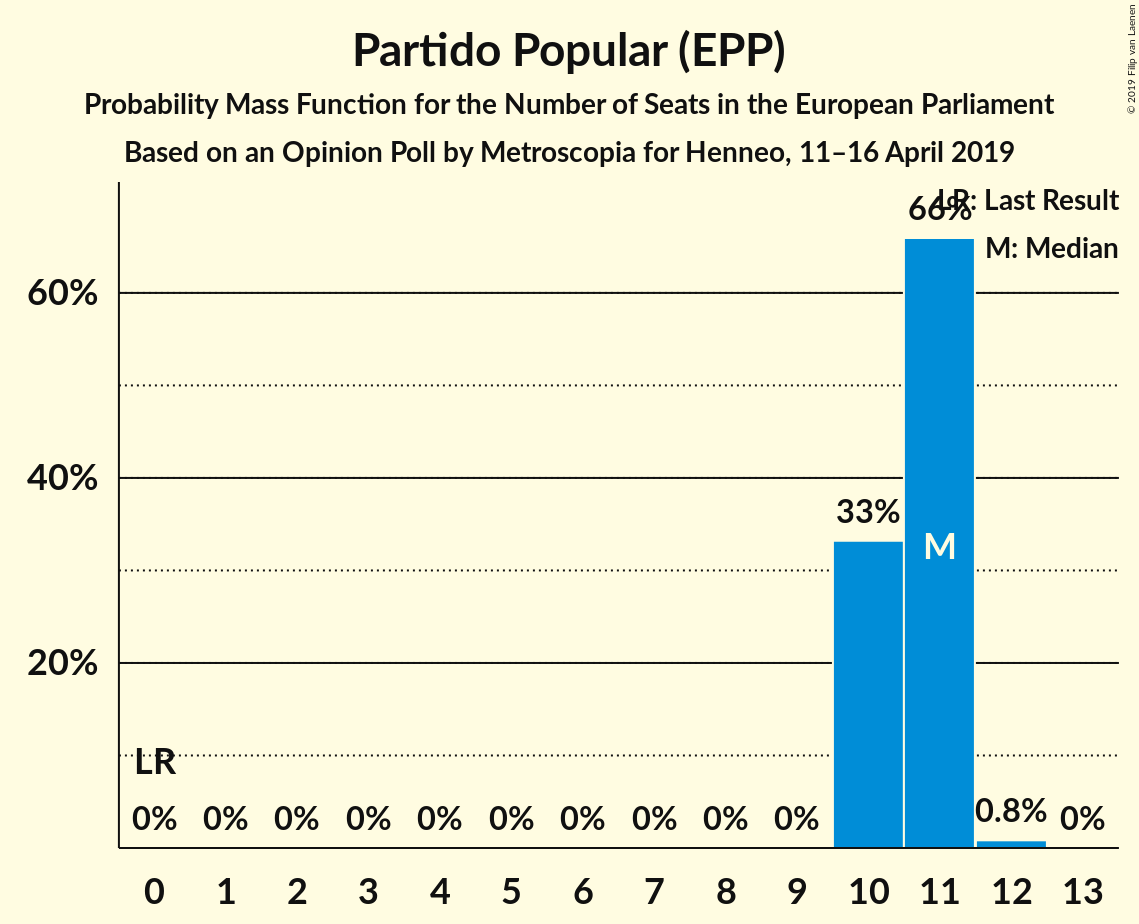 Partido Popular (EPP)
Probability Mass Function for the Number of Seats in the European Parliament
Based on an Opinion Poll by Metroscopia for Henneo, 11–16 April 2019
© 2019 Filip van Laenen
LR: Last Result
M: Median
66%
60%
40%
33%
M
20%
LR
0% 0% 0% 0% 0% 0% 0% 0% 0% 0% 0.8% 0%
0 1 2 3 4 5 6 7 8 9 10 11 12 13